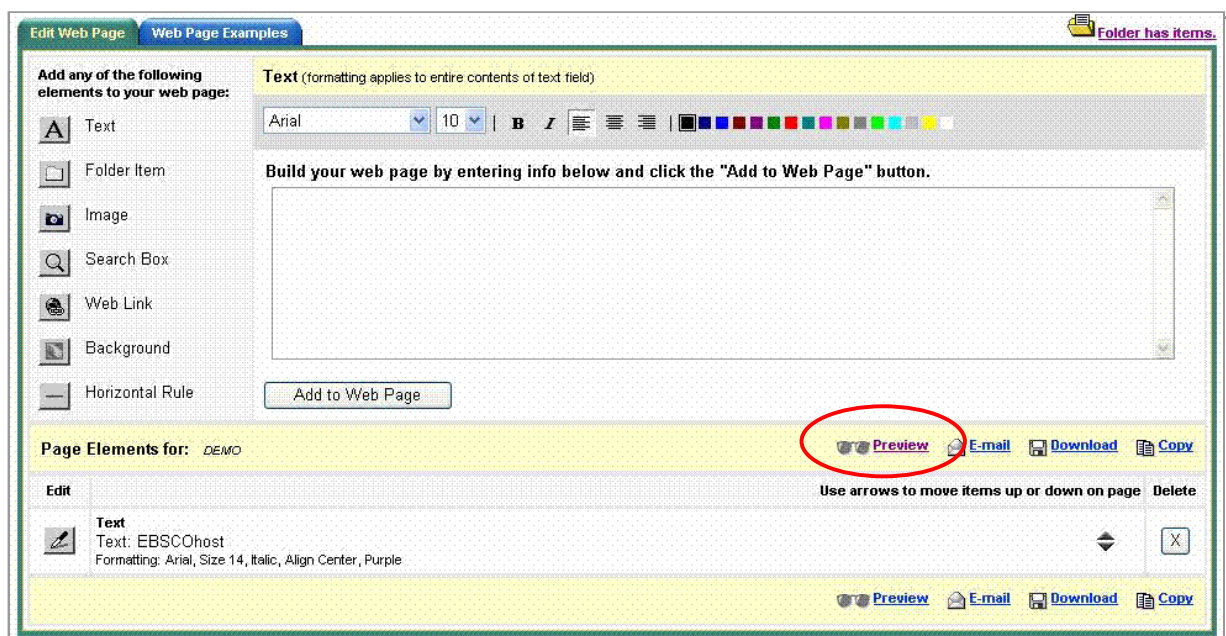 Edit Web Page Web Page Examples Folder has items.
Add any of the following
elements to your web page:
A Text
Folder Item
Image
Search Box
Web Link
Background
Horizontal Rule
Text (formatting applies to entire contents of text field)
Arial 10 | B I |
Build your web page by entering info below and click the "Add to Web Page" button.
Add to Web Page
Page Elements for: DEMO Preview E-mail Download Copy
Edit Use arrows to move items up or down on page Delete
Text
Text: EBSCOhost X
Formatting: Arial, Size 14, Italic, Align Center, Purple
Preview E-mail Download Copy